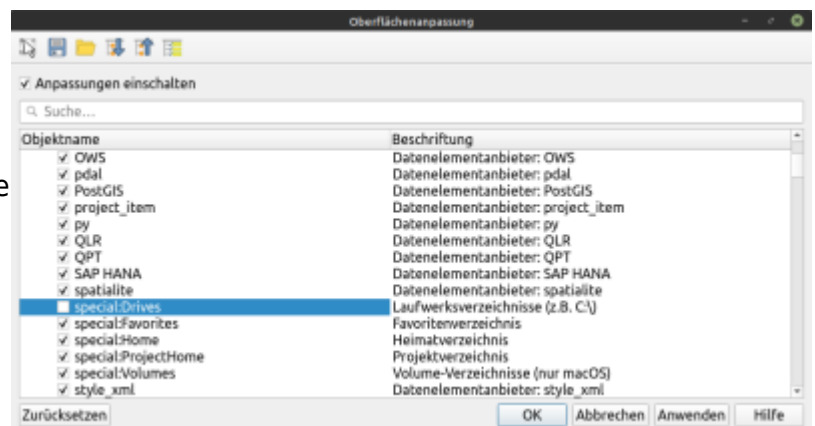 Oberflächenanpassung
Anpassungen einschalten
Suche...
Objektname Beschriftung
OWS Datenelementanbieter: OWS
pdal Datenelementanbieter: pdal
PostGIS Datenelementanbieter: PostGIS
project_item Datenelementanbieter: project_item
py Datenelementanbieter: py
QLR Datenelementanbieter: QLR
QPT Datenelementanbieter: QPT
SAP HANA Datenelementanbieter: SAP HANA
spatialite Datenelementanbieter: spatialite
special:Drives Laufwerksverzeichnisse (z.B. C:\)
special:Favorites Favoritenverzeichnis
special:Home Heimatverzeichnis
special:ProjectHome Projektverzeichnis
special:Volumes Volume-Verzeichnisse (nur macOS)
style_xml Datenelementanbieter: style_xml
Zurücksetzen OK Abbrechen Anwenden Hilfe
e